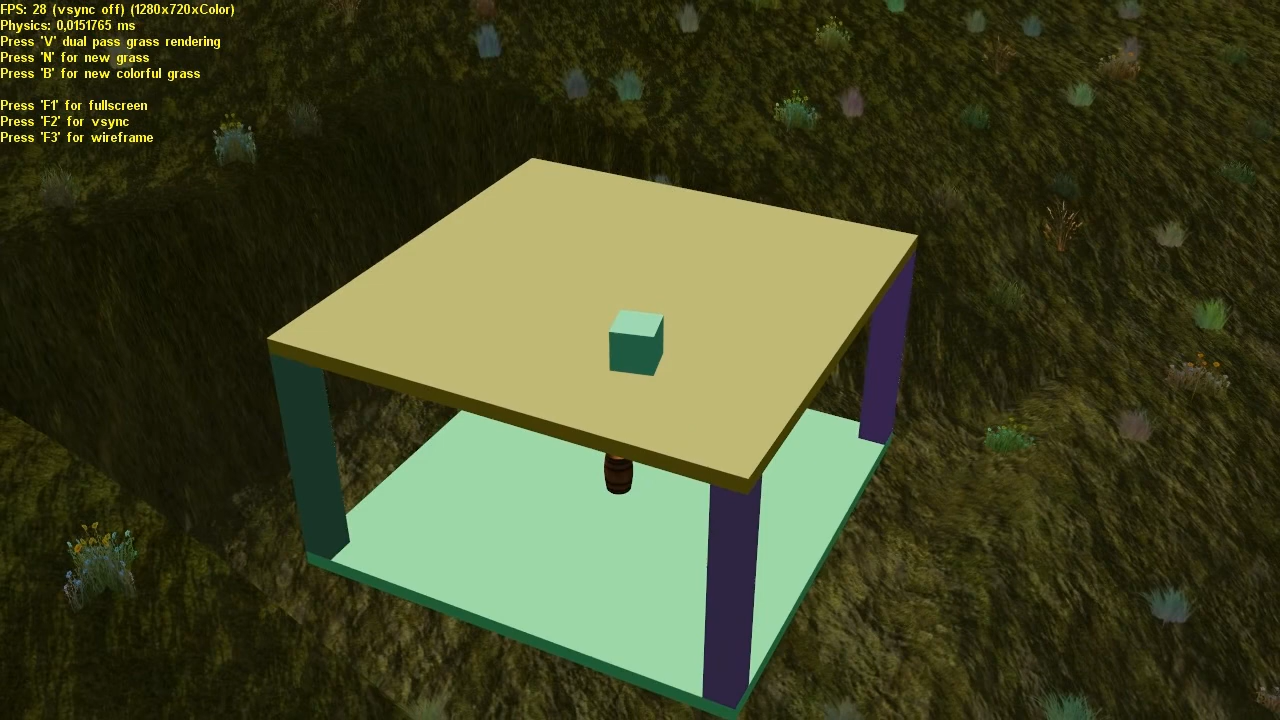 FPS: 28 (vsync off) (1280x720xColor)
Physics: 0,0151765 ms
Press 'V' dual pass grass rendering
Press 'N' for new grass
Press 'B' for new colorful grass
Press 'F1' for fullscreen
Press 'F2' for vsync
Press 'F3' for wireframe